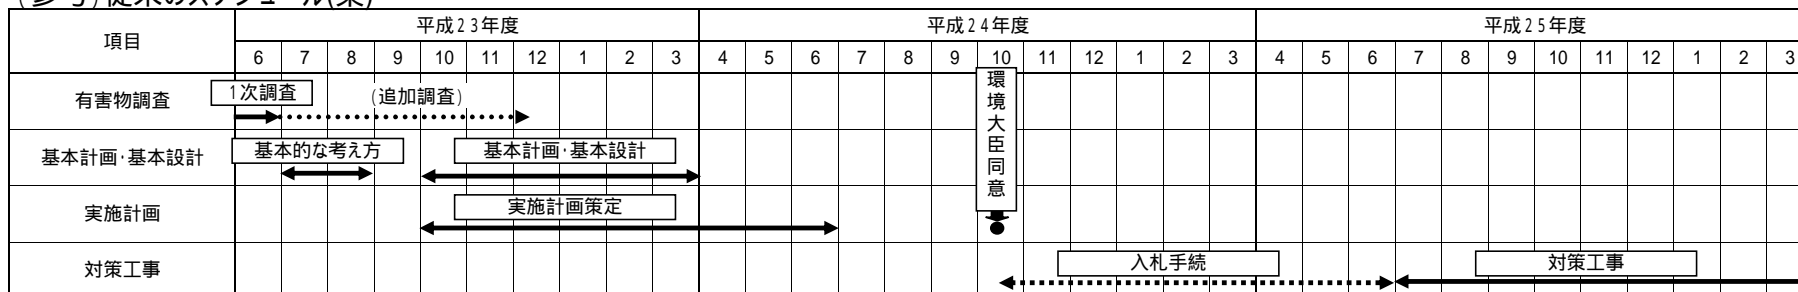 (参考)従来のスケジュール(案)
項目 平成23年度 平成24年度 平成25年度
6 7 8 9 10 11 12 1 2 3 4 5 6 7 8 9 10 11 12 1 2 3 4 5 6 7 8 9 10 11 12 1 2 3
有害物調査 1次調査 (追加調査)
環境大臣同意
基本計画・基本設計 基本的な考え方 基本計画・基本設計
実施計画 実施計画策定
対策工事 入札手続 対策工事